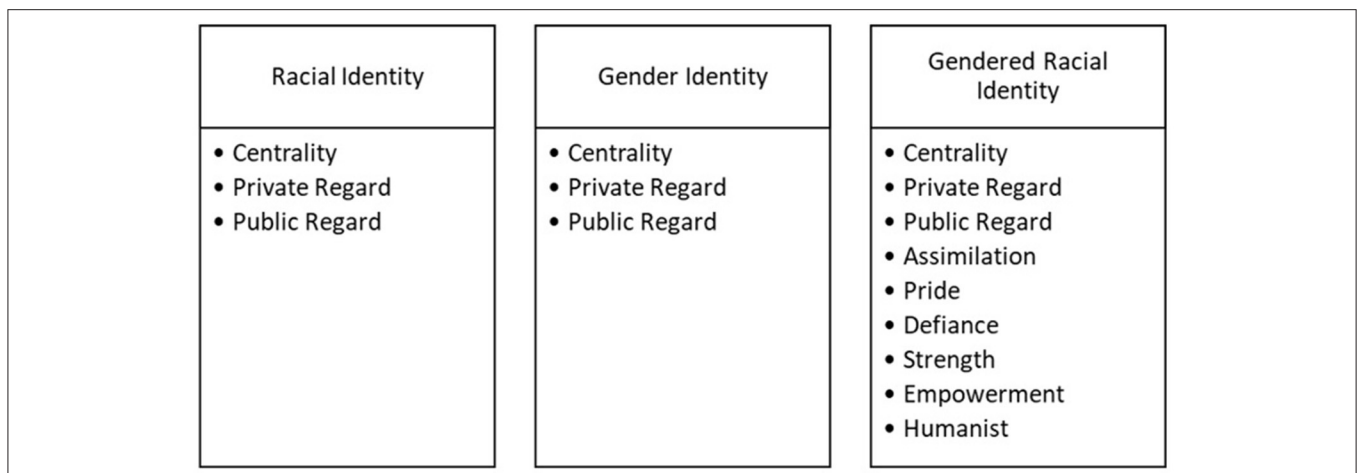 Racial Identity
• Centrality
• Private Regard
• Public Regard
Gender Identity
• Centrality
• Private Regard
• Public Regard
Gendered Racial
Identity
• Centrality
• Private Regard
• Public Regard
• Assimilation
• Pride
• Defiance
• Strength
• Empowerment
• Humanist